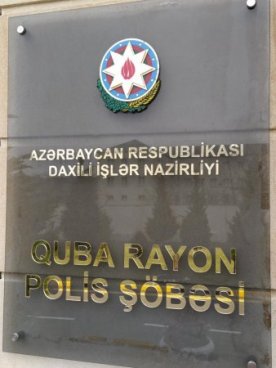 AZƏRBAYCAN RESPUBLİKASI
DAXİLİ İŞLƏR NAZİRLİYİ
QUBA RAYON
POLİS ŞÖBƏSİ